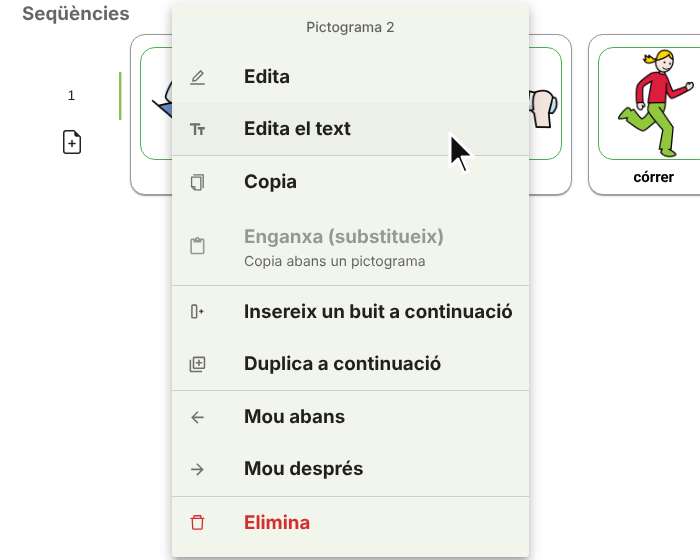 Seqüències
Pictograma 2
1
Edita
Edita el text
Copia
córrer
Enganxa (substitueix)
Copia abans un pictograma
Insereix un buit a continuació
Duplica a continuació
Mou abans
Mou després
Elimina